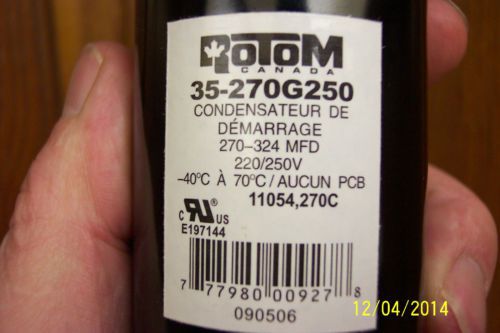 ROTOM
CANADA
35-270G250
CONDENSATEUR DE
DÉMARRAGE
270-324 MFD
220/250V
-40°C À 70°C/AUCUN PCB
11054,270C
C RU US
E197144
7 77980 00927 8
090506
12/04/2014